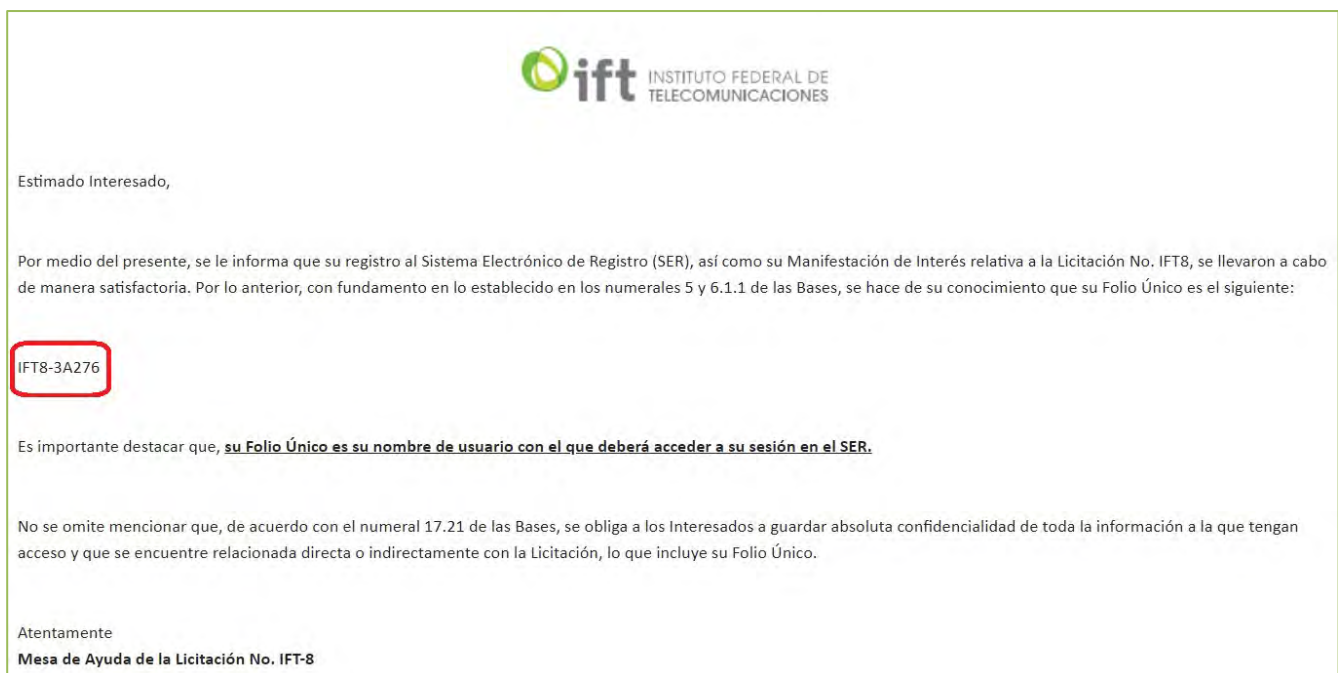 ift INSTITUTO FEDERAL DE
TELECOMUNICACIONES
Estimado Interesado,
Por medio del presente, se le informa que su registro al Sistema Electrónico de Registro (SER), así como su Manifestación de Interés relativa a la Licitación No. IFT8, se llevaron a cabo
de manera satisfactoria. Por lo anterior, con fundamento en lo establecido en los numerales 5 y 6.1.1 de las Bases, se hace de su conocimiento que su Folio Único es el siguiente:
IFT8-3A276
Es importante destacar que, su Folio Único es su nombre de usuario con el que deberá acceder a su sesión en el SER.
No se omite mencionar que, de acuerdo con el numeral 17.21 de las Bases, se obliga a los Interesados a guardar absoluta confidencialidad de toda la información a la que tengan
acceso y que se encuentre relacionada directa o indirectamente con la Licitación, lo que incluye su Folio Único.
Atentamente
Mesa de Ayuda de la Licitación No. IFT-8